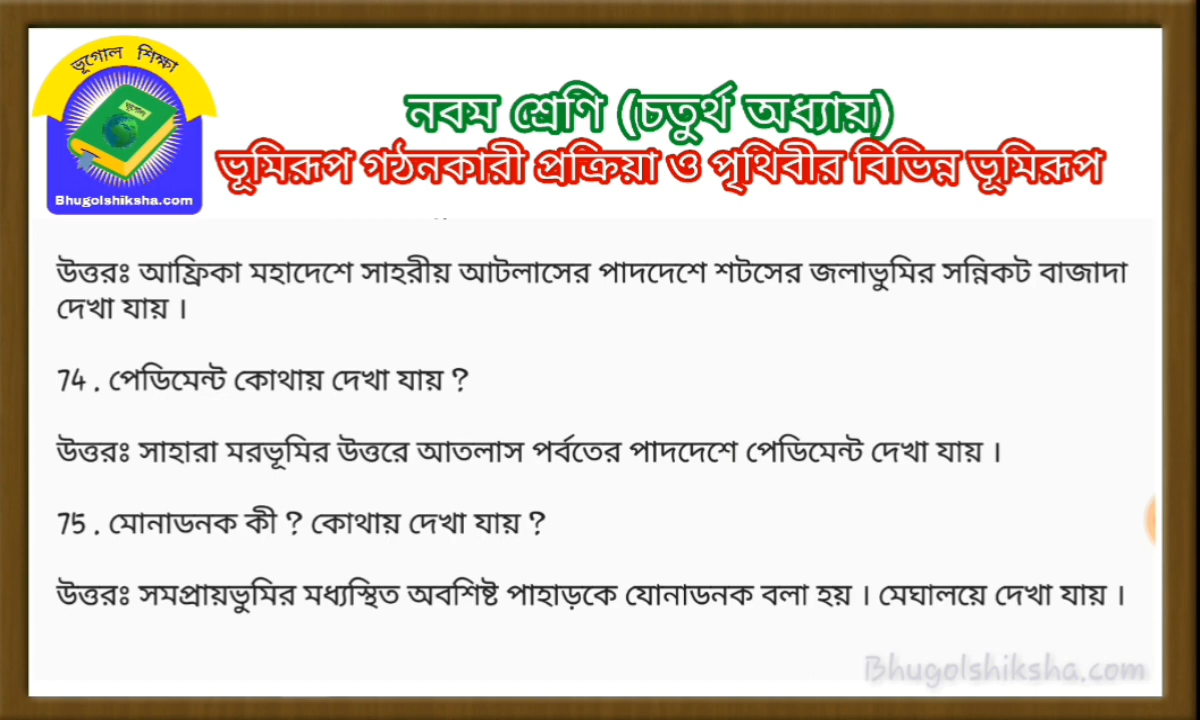 ভূগোল শিক্ষা
Bhugolshiksha.com
নবম শ্রেণি (চতুর্থ অধ্যায়)
ভূমিরূপ গঠনকারী প্রক্রিয়া ও পৃথিবীর বিভিন্ন ভূমিরূপ
উত্তরঃ আফ্রিকা মহাদেশে সাহরীয় আটলাসের পাদদেশে শটসের জলাভুমির সন্নিকট বাজাদা
দেখা যায় ।
74 . পেডিমেন্ট কোথায় দেখা যায় ?
উত্তরঃ সাহারা মরভূমির উত্তরে আতলাস পর্বতের পাদদেশে পেডিমেন্ট দেখা যায় ।
75 . মোনাডনক কী ? কোথায় দেখা যায় ?
উত্তরঃ সমপ্রায়ভুমির মধ্যস্থিত অবশিষ্ট পাহাড়কে যোনাডনক বলা হয় । মেঘালয়ে দেখা যায় ।
Bhugolshiksha.com